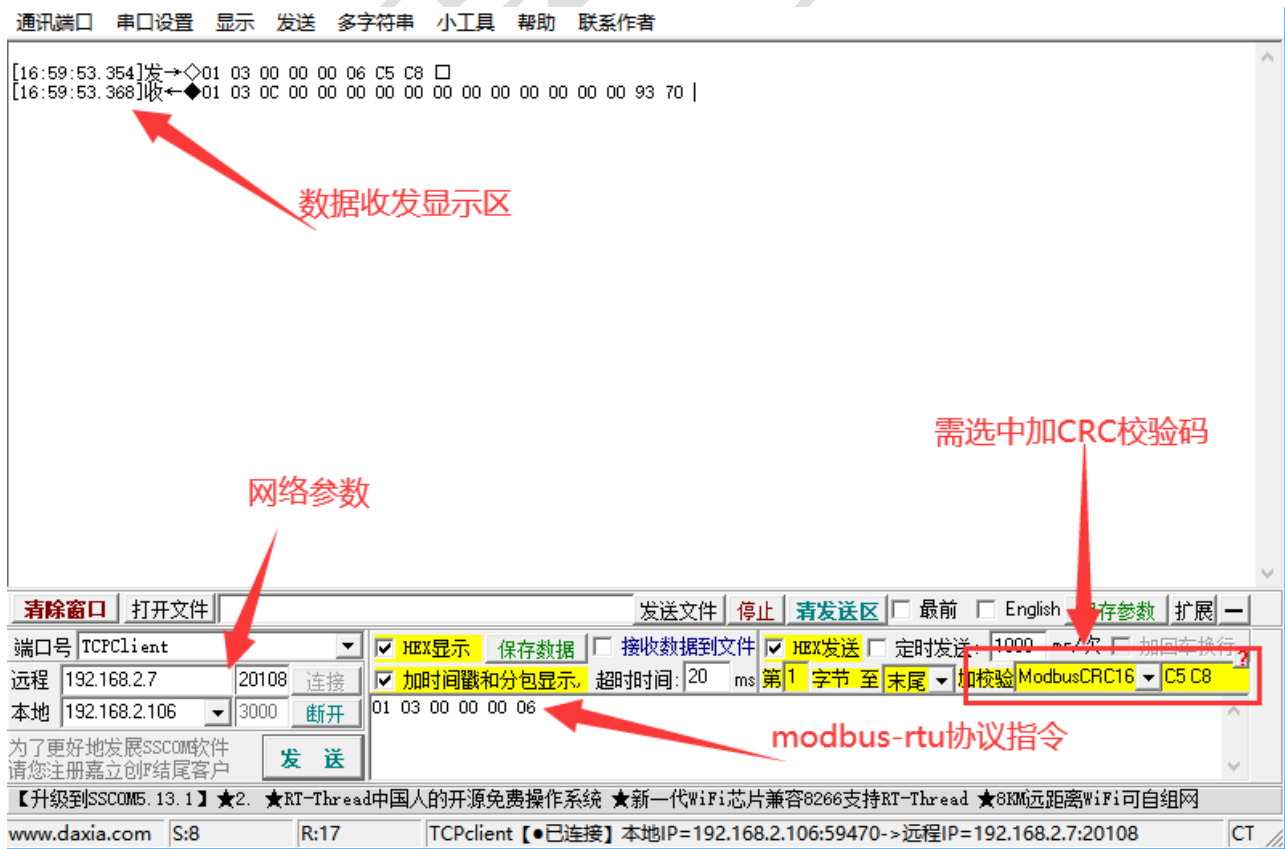 通讯端口 串口设置 显示 发送 多字符串 小工具 帮助 联系作者
[16:59:53.354]发→◇01 03 00 00 00 06 C5 C8 □
[16:59:53.368]收←◆01 03 0C 00 00 00 00 00 00 00 00 00 00 00 00 93 70
数据收发显示区
需选中加CRC校验码
网络参数
清除窗口 打开文件 发送文件 停止 清发送区 最前 English 存参数 扩展 —
端口号 TCPClient HEX显示 保存数据 接收数据到文件 HEX发送 定时发送: 1000 ms/次 加回车换行
远程 192.168.2.7 20108 连接 加时间戳和分包显示, 超时时间: 20 ms 第 1 字节 至 末尾 加校验 ModbusCRC16 C5 C8 ?
本地 192.168.2.106 3000 断开 01 03 00 00 00 06
modbus-rtu协议指令
为了更好地发展SSCOM软件
请您注册嘉立创F结尾客户
发 送
【升级到SSCOM5.13.1】★2. ★RT-Thread中国人的开源免费操作系统 ★新一代WiFi芯片兼容8266支持RT-Thread ★8KM远距离WiFi可自组网
www.daxia.com S:8 R:17 TCPclient【●已连接】本地IP=192.168.2.106:59470->远程IP=192.168.2.7:20108 CT